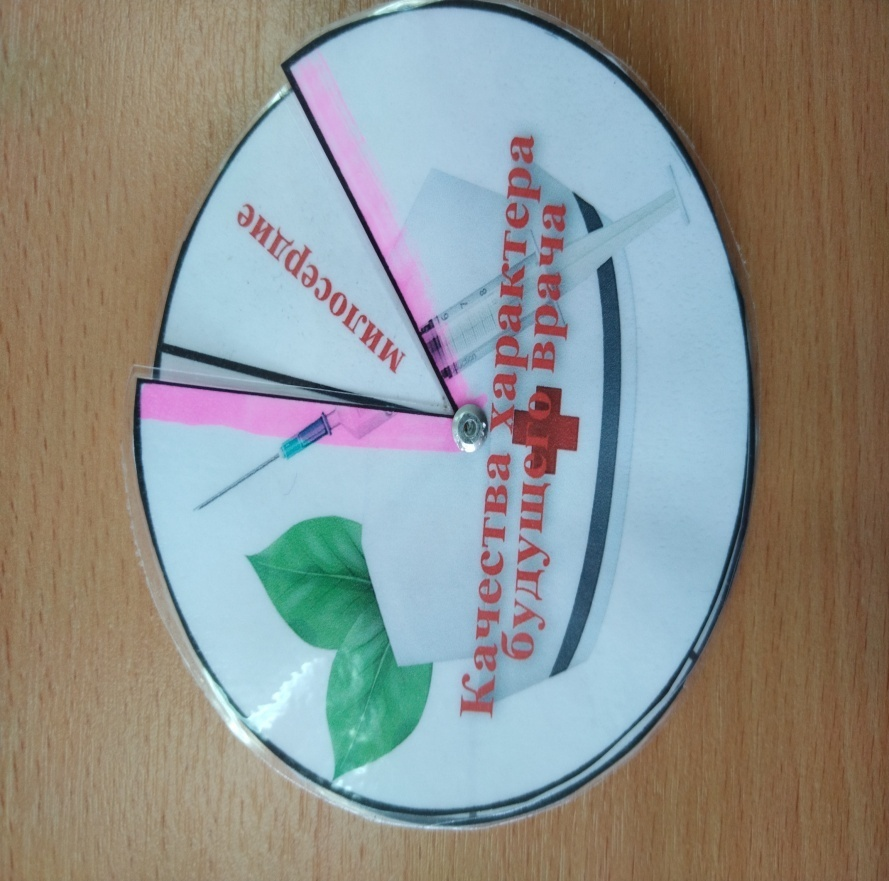 Качества характера
будущего врача
милосердие